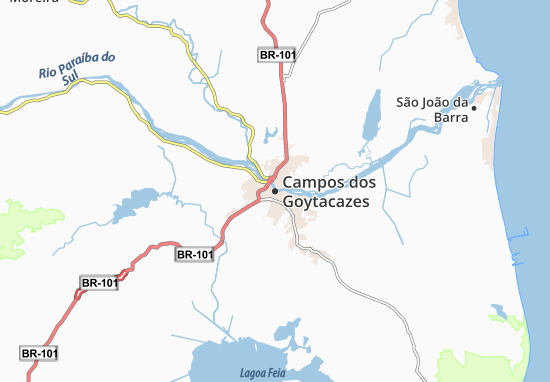 Moreira
BR-101
Rio Paraíba do
Sul
São João da
Barra
Campos dos
Goytacazes
BR-101
BR-101
BR-101
Lagoa Feia